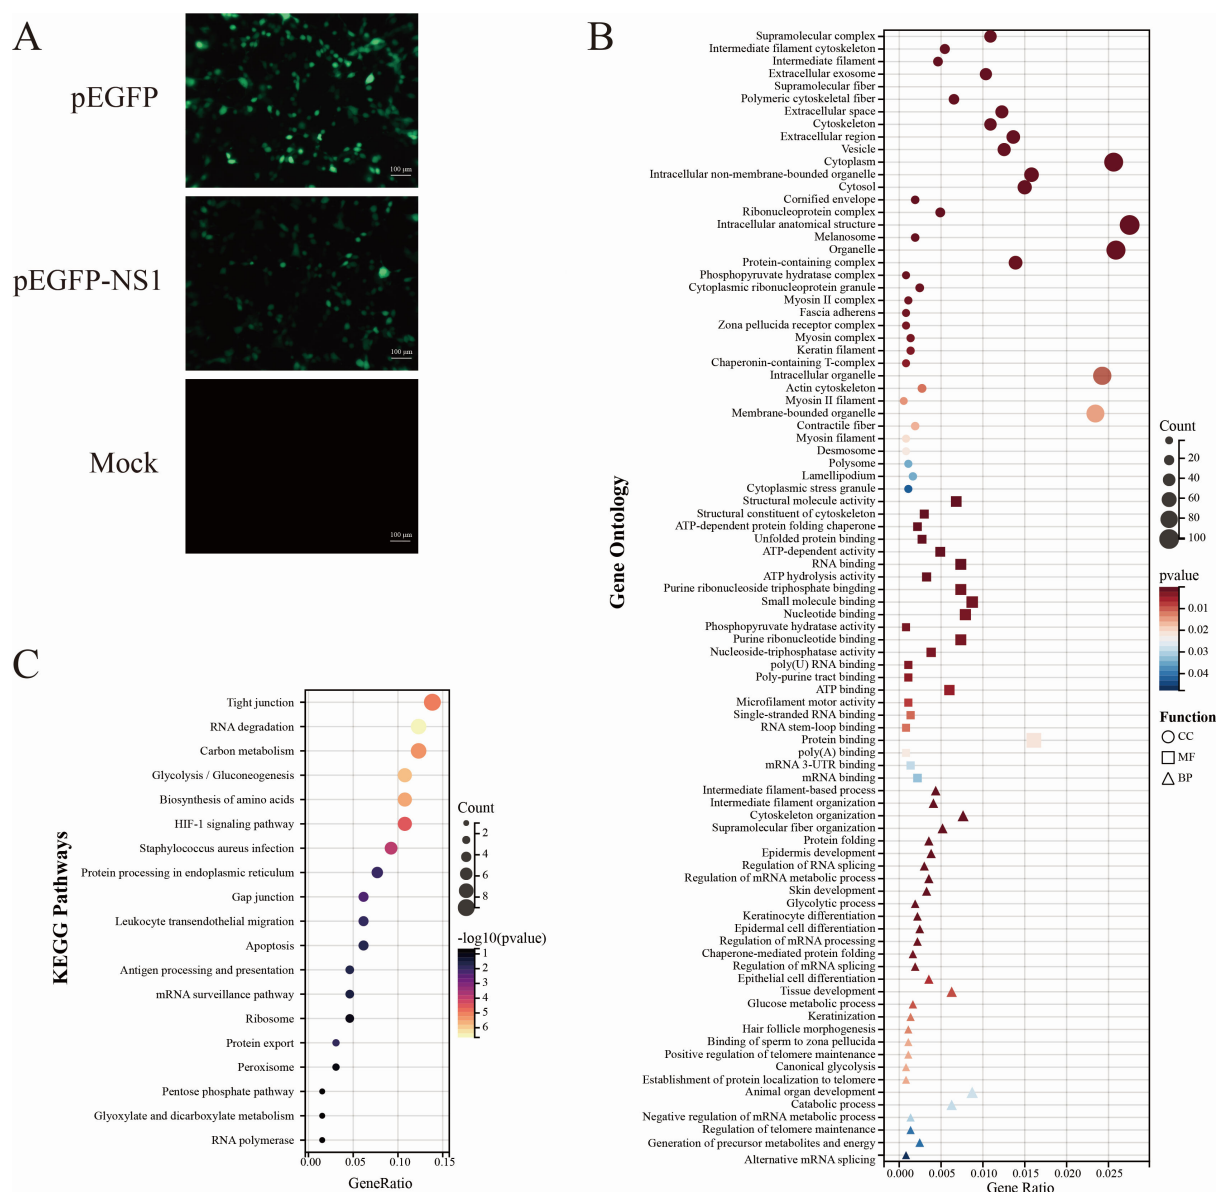 A
pEGFP
100 μm
pEGFP-NS1
100 μm
Mock
100 μm
B
Gene Ontology
Supramolecular complex
Intermediate filament cytoskeleton
Intermediate filament
Extracellular exosome
Supramolecular fiber
Polymeric cytoskeletal fiber
Extracellular space
Cytoskeleton
Extracellular region
Vesicle
Cytoplasm
Intracellular non-membrane-bounded organelle
Cytosol
Cornified envelope
Ribonucleoprotein complex
Intracellular anatomical structure
Melanosome
Organelle
Protein-containing complex
Phosphopyruvate hydratase complex
Cytoplasmic ribonucleoprotein granule
Myosin II complex
Fascia adherens
Zona pellucida receptor complex
Myosin complex
Keratin filament
Chaperonin-containing T-complex
Intracellular organelle
Actin cytoskeleton
Myosin II filament
Membrane-bounded organelle
Contractile fiber
Myosin filament
Desmosome
Polysome
Lamellipodium
Cytoplasmic stress granule
Structural molecule activity
Structural constituent of cytoskeleton
ATP-dependent protein folding chaperone
Unfolded protein binding
ATP-dependent activity
RNA binding
ATP hydrolysis activity
Purine ribonucleoside triphosphate bingding
Small molecule binding
Nucleotide binding
Phosphopyruvate hydratase activity
Purine ribonucleotide binding
Nucleoside-triphosphatase activity
poly(U) RNA binding
Poly-purine tract binding
ATP binding
Microfilament motor activity
Single-stranded RNA binding
RNA stem-loop binding
Protein binding
poly(A) binding
mRNA 3-UTR binding
mRNA binding
Intermediate filament-based process
Intermediate filament organization
Cytoskeleton organization
Supramolecular fiber organization
Protein folding
Epidermis development
Regulation of RNA splicing
Regulation of mRNA metabolic process
Skin development
Glycolytic process
Keratinocyte differentiation
Epidermal cell differentiation
Regulation of mRNA processing
Chaperone-mediated protein folding
Regulation of mRNA splicing
Epithelial cell differentiation
Tissue development
Glucose metabolic process
Keratinization
Hair follicle morphogenesis
Binding of sperm to zona pellucida
Positive regulation of telomere maintenance
Canonical glycolysis
Establishment of protein localization to telomere
Animal organ development
Catabolic process
Negative regulation of mRNA metabolic process
Regulation of telomere maintenance
Generation of precursor metabolites and energy
Alternative mRNA splicing
0.000 0.005 0.010 0.015 0.020 0.025
Gene Ratio
Count
20
40
60
80
100
pvalue
0.01
0.02
0.03
0.04
Function
CC
MF
BP
C
KEGG Pathways
Tight junction
RNA degradation
Carbon metabolism
Glycolysis / Gluconeogenesis
Biosynthesis of amino acids
HIF-1 signaling pathway
Staphylococcus aureus infection
Protein processing in endoplasmic reticulum
Gap junction
Leukocyte transendothelial migration
Apoptosis
Antigen processing and presentation
mRNA surveillance pathway
Ribosome
Protein export
Peroxisome
Pentose phosphate pathway
Glyoxylate and dicarboxylate metabolism
RNA polymerase
0.00 0.05 0.10 0.15
GeneRatio
Count
2
4
6
8
-log10(pvalue)
1
2
3
4
5
6